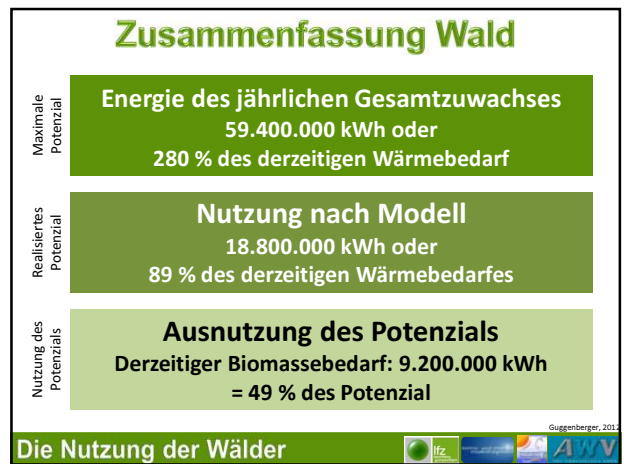 Zusammenfassung Wald
Maximale
Potenzial
Energie des jährlichen Gesamtzuwachses
59.400.000 kWh oder
280 % des derzeitigen Wärmebedarf
Realisiertes
Potenzial
Nutzung nach Modell
18.800.000 kWh oder
89 % des derzeitigen Wärmebedarfes
Nutzung des
Potenzials
Ausnutzung des Potenzials
Derzeitiger Biomassebedarf: 9.200.000 kWh
= 49 % des Potenzial
Guggenberger, 2012
Die Nutzung der Wälder
lfz
AWV